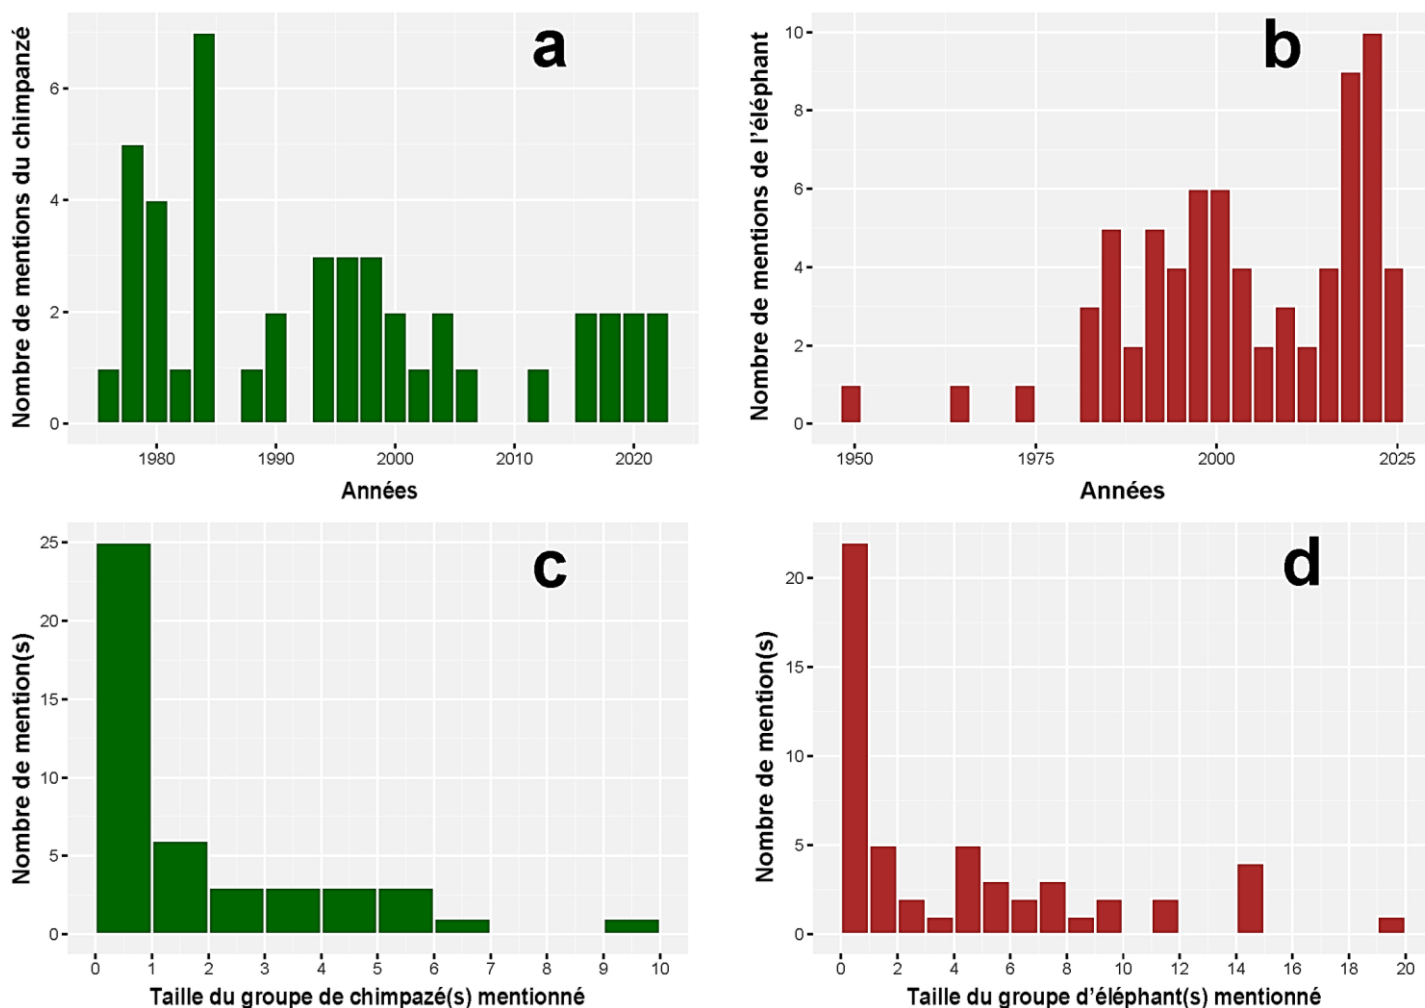 a
Nombre de mentions du chimpanzé
6
4
2
0
1980 1990 2000 2010 2020
Années
b
Nombre de mentions de l'éléphant
10
8
6
4
2
0
1950 1975 2000 2025
Années
c
Nombre de mention(s)
25
20
15
10
5
0
0 1 2 3 4 5 6 7 8 9 10
Taille du groupe de chimpazé(s) mentionné
d
Nombre de mention(s)
20
15
10
5
0
0 2 4 6 8 10 12 14 16 18 20
Taille du groupe d'éléphant(s) mentionné